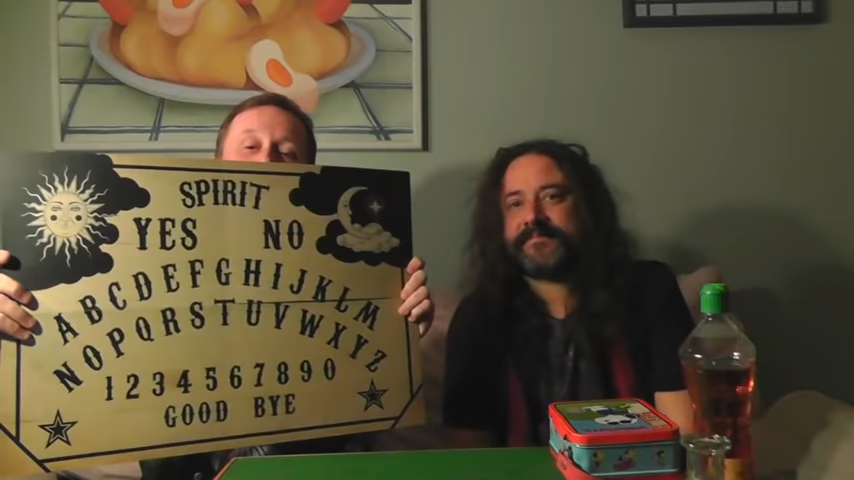 SPIRIT
YES NO
ABCDEFGHIJKLM
NOPQRSTUVWXYZ
1234567890
GOOD BYE